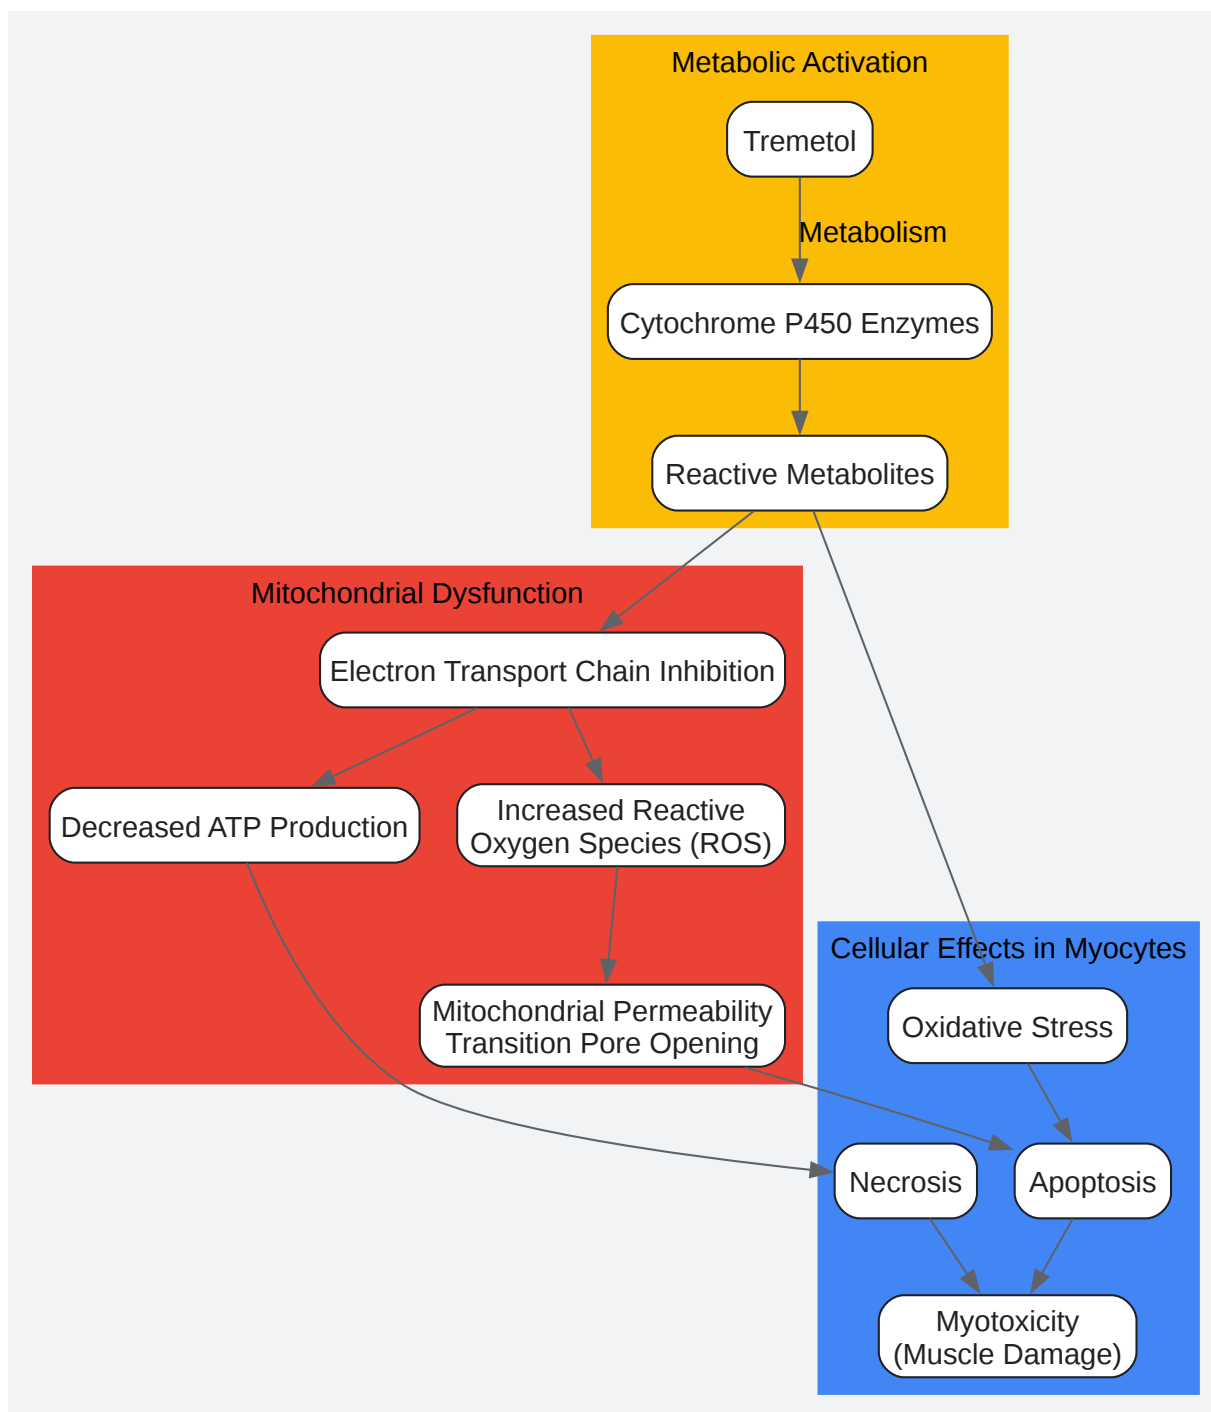 Metabolic Activation
Tremetol
Metabolism
Cytochrome P450 Enzymes
Reactive Metabolites
Mitochondrial Dysfunction
Electron Transport Chain Inhibition
Decreased ATP Production
Increased Reactive
Oxygen Species (ROS)
Mitochondrial Permeability
Transition Pore Opening
Cellular Effects in Myocytes
Oxidative Stress
Necrosis
Apoptosis
Myotoxicity
(Muscle Damage)